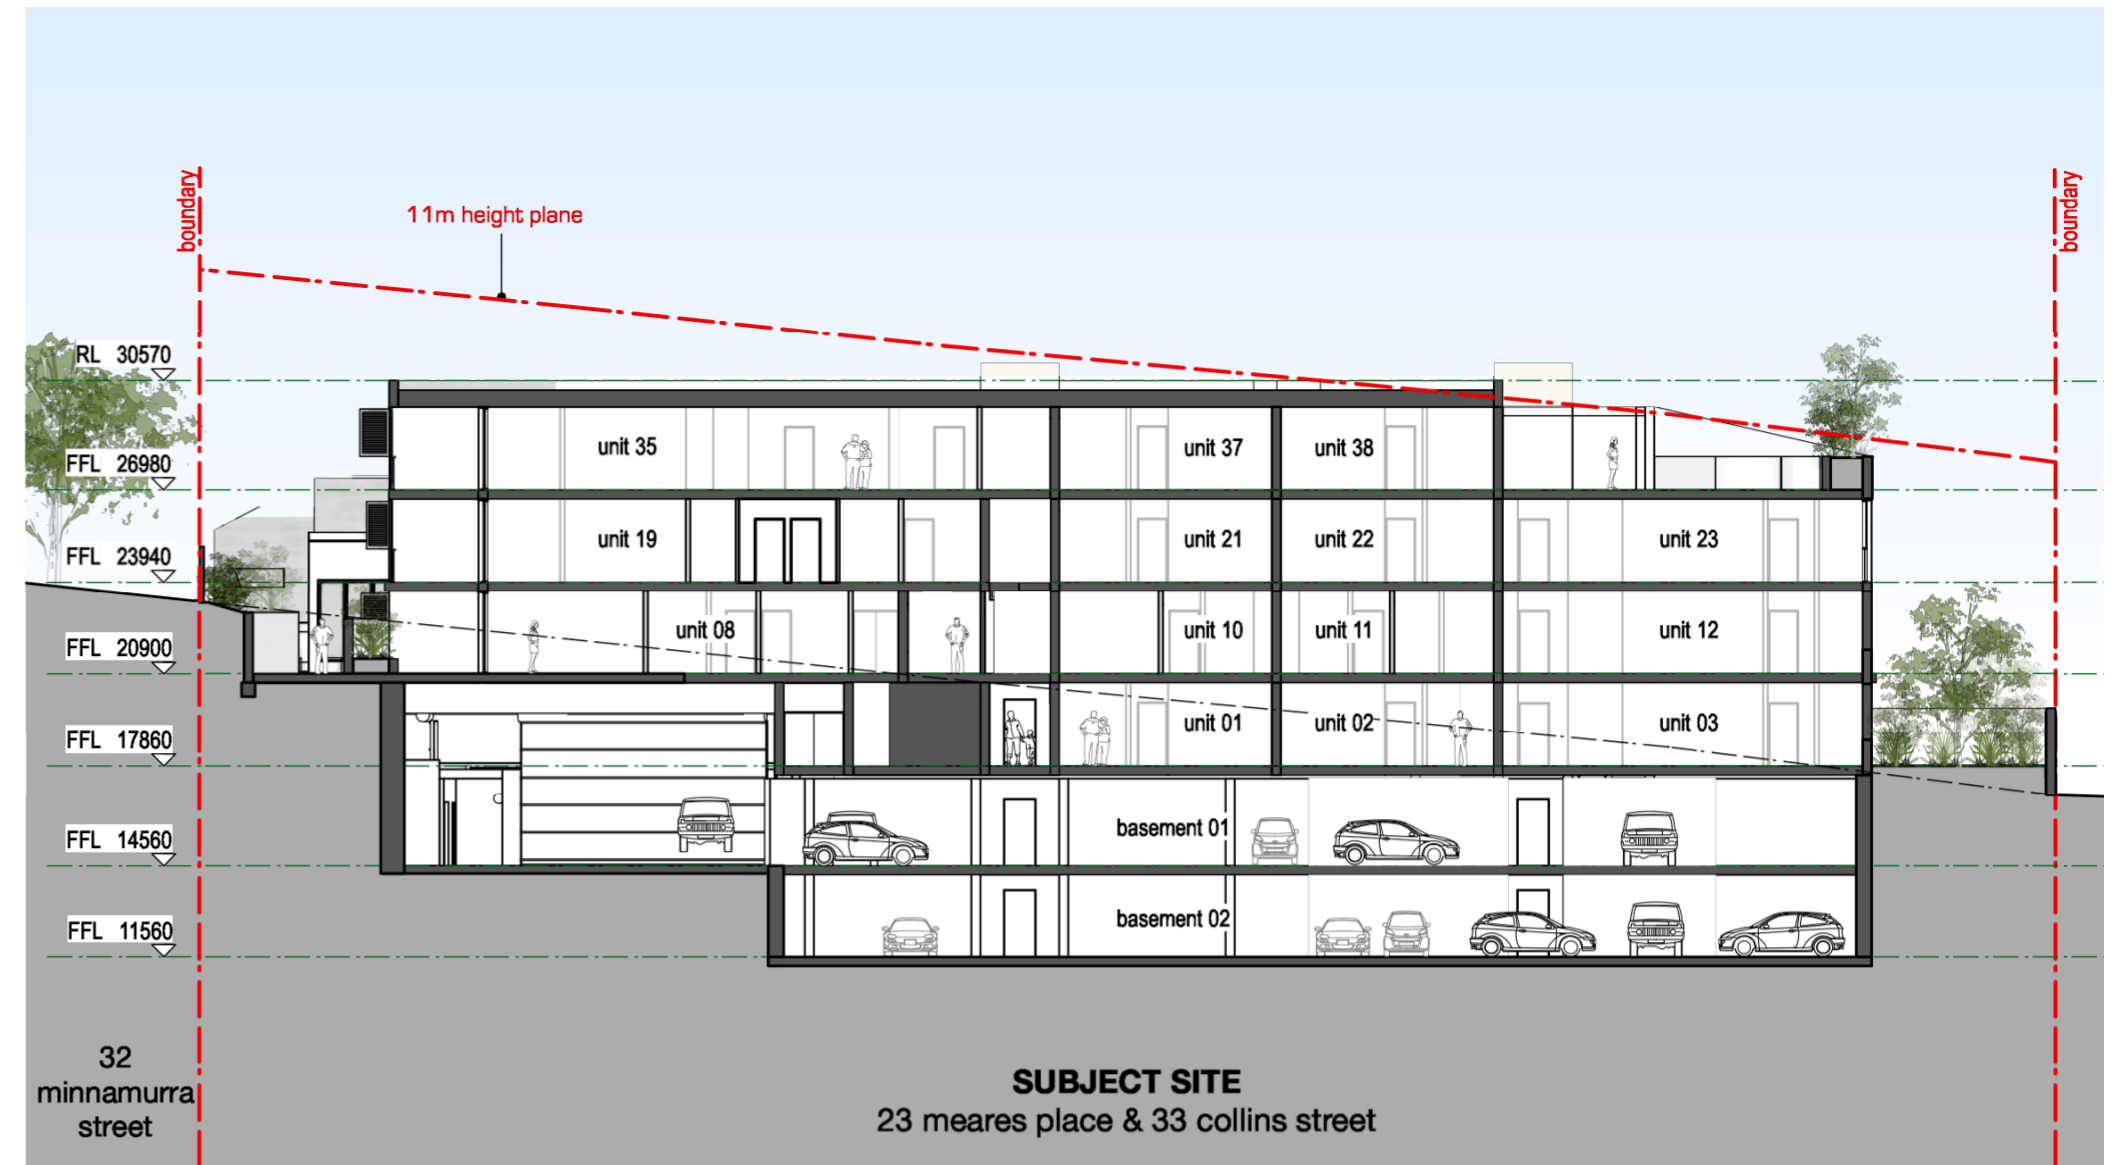 boundary
boundary
11m height plane
RL 30570
FFL 26980
unit 35
unit 37
unit 38
FFL 23940
unit 19
unit 21
unit 22
unit 23
FFL 20900
unit 08
unit 10
unit 11
unit 12
FFL 17860
unit 01
unit 02
unit 03
FFL 14560
basement 01
FFL 11560
basement 02
32
minnamurra
street
SUBJECT SITE
23 meares place & 33 collins street